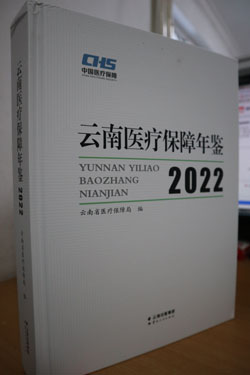 云南医疗保障年鉴 2022
CHS
中国医疗保障
云南医疗保障年鉴
YUNNAN YILIAO
BAOZHANG
NIANJIAN
2022
云南省医疗保障局 编